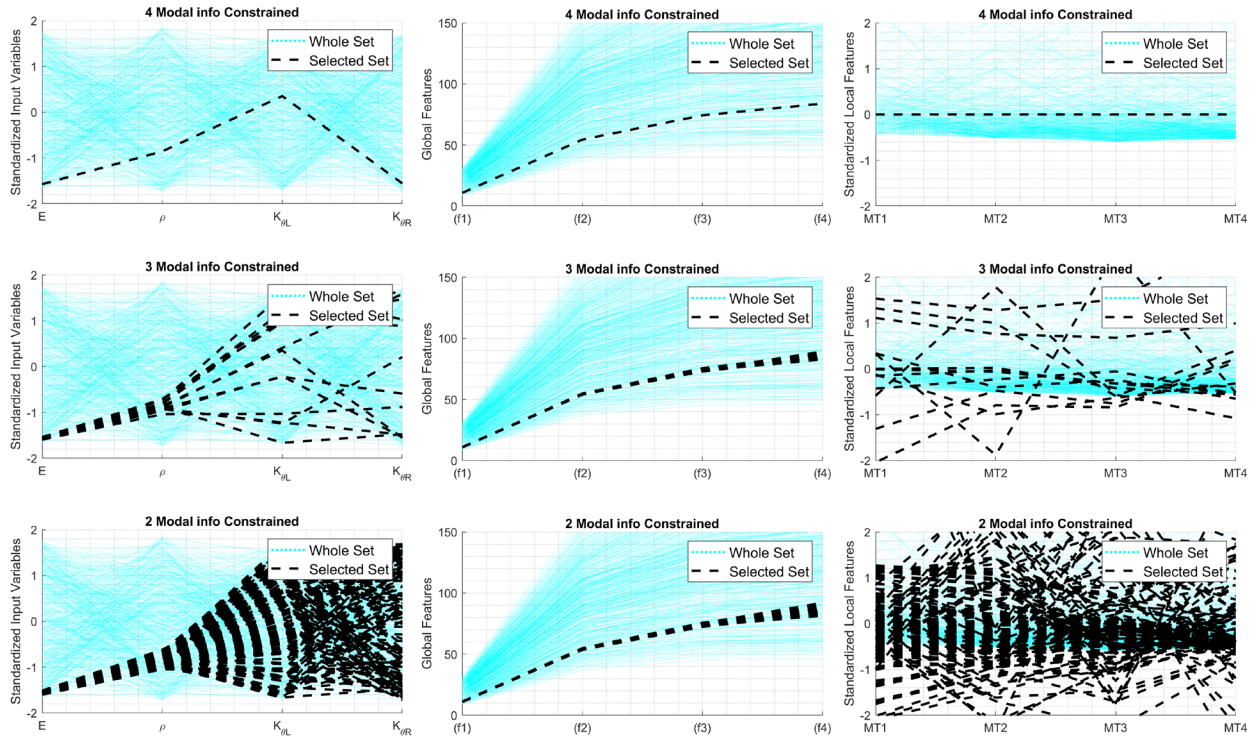 4 Modal info Constrained
Standardized Input Variables
2
1
0
-1
-2
E
ρ
K_θL
K_θR
Whole Set
Selected Set
4 Modal info Constrained
Global Features
150
100
50
0
(f1)
(f2)
(f3)
(f4)
Whole Set
Selected Set
4 Modal info Constrained
Standardized Local Features
2
1
0
-1
-2
MT1
MT2
MT3
MT4
Whole Set
Selected Set
3 Modal info Constrained
Standardized Input Variables
2
1
0
-1
-2
E
ρ
K_θL
K_θR
Whole Set
Selected Set
3 Modal info Constrained
Global Features
150
100
50
0
(f1)
(f2)
(f3)
(f4)
Whole Set
Selected Set
3 Modal info Constrained
Standardized Local Features
2
1
0
-1
-2
MT1
MT2
MT3
MT4
Whole Set
Selected Set
2 Modal info Constrained
Standardized Input Variables
2
1
0
-1
-2
E
ρ
K_θL
K_θR
Whole Set
Selected Set
2 Modal info Constrained
Global Features
150
100
50
0
(f1)
(f2)
(f3)
(f4)
Whole Set
Selected Set
2 Modal info Constrained
Standardized Local Features
2
1
0
-1
-2
MT1
MT2
MT3
MT4
Whole Set
Selected Set